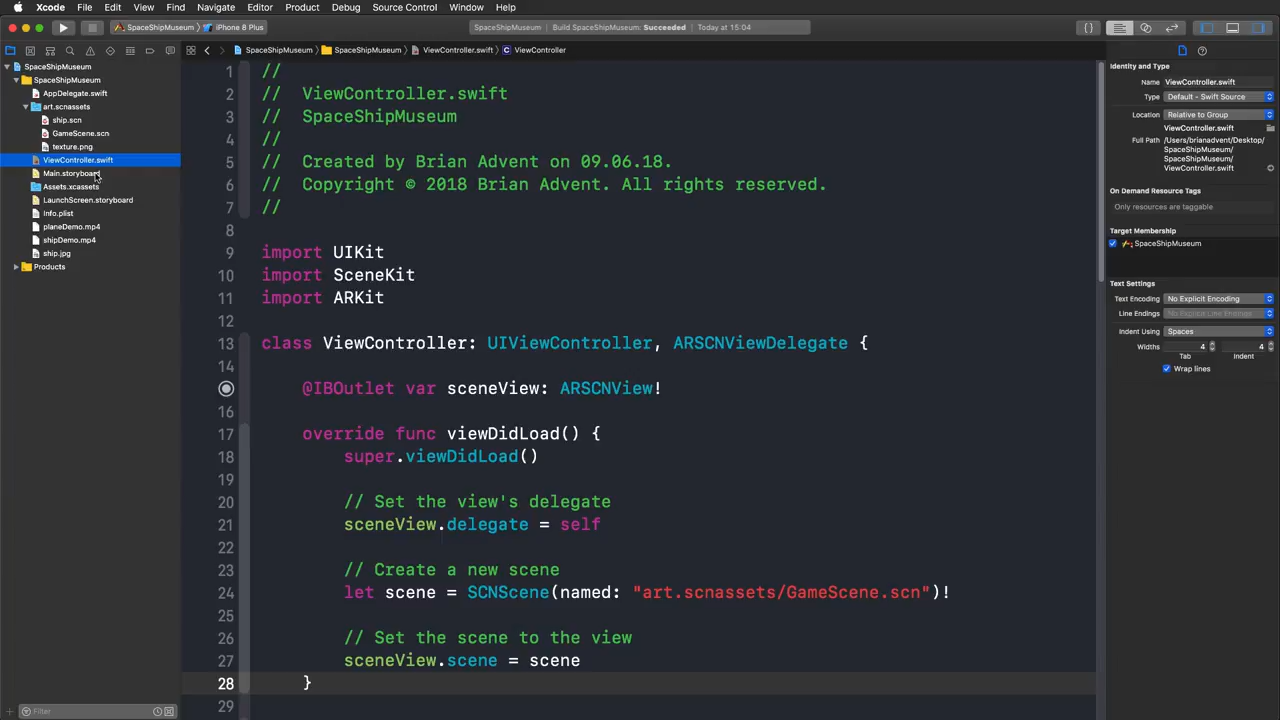 Xcode File Edit View Find Navigate Editor Product Debug Source Control Window Help
SpaceShipMuseum iPhone 8 Plus SpaceShipMuseum Build SpaceShipMuseum: Succeeded Today at 15:04
SpaceShipMuseum SpaceShipMuseum ViewController.swift ViewController
SpaceShipMuseum
SpaceShipMuseum
AppDelegate.swift
art.scnassets
ship.scn
GameScene.scn
texture.png
ViewController.swift
Main.storyboard
Assets.xcassets
LaunchScreen.storyboard
Info.plist
planeDemo.mp4
shipDemo.mp4
ship.jpg
Products
Filter
1 //
2 // ViewController.swift
3 // SpaceShipMuseum
4 //
5 // Created by Brian Advent on 09.06.18.
6 // Copyright © 2018 Brian Advent. All rights reserved.
7 //
8
9 import UIKit
10 import SceneKit
11 import ARKit
12
13 class ViewController: UIViewController, ARSCNViewDelegate {
14
@IBOutlet var sceneView: ARSCNView!
16
17 override func viewDidLoad() {
18 super.viewDidLoad()
19
20 // Set the view's delegate
21 sceneView.delegate = self
22
23 // Create a new scene
24 let scene = SCNScene(named: "art.scnassets/GameScene.scn")!
25
26 // Set the scene to the view
27 sceneView.scene = scene
28 }
29
Identity and Type
Name ViewController.swift
Type Default - Swift Source
Location Relative to Group
ViewController.swift
Full Path /Users/brianadvent/Desktop/
SpaceShipMuseum/
SpaceShipMuseum/
ViewController.swift
On Demand Resource Tags
Only resources are taggable
Target Membership
SpaceShipMuseum
Text Settings
Text Encoding No Explicit Encoding
Line Endings No Explicit Line Endings
Indent Using Spaces
Widths 4 4
Tab Indent
Wrap lines